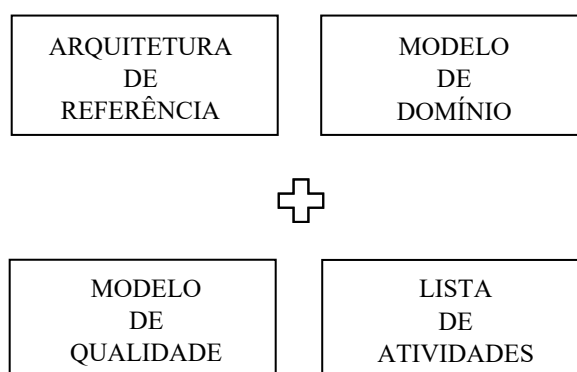 ARQUITETURA
DE
REFERÊNCIA
MODELO
DE
DOMÍNIO
MODELO
DE
QUALIDADE
LISTA
DE
ATIVIDADES